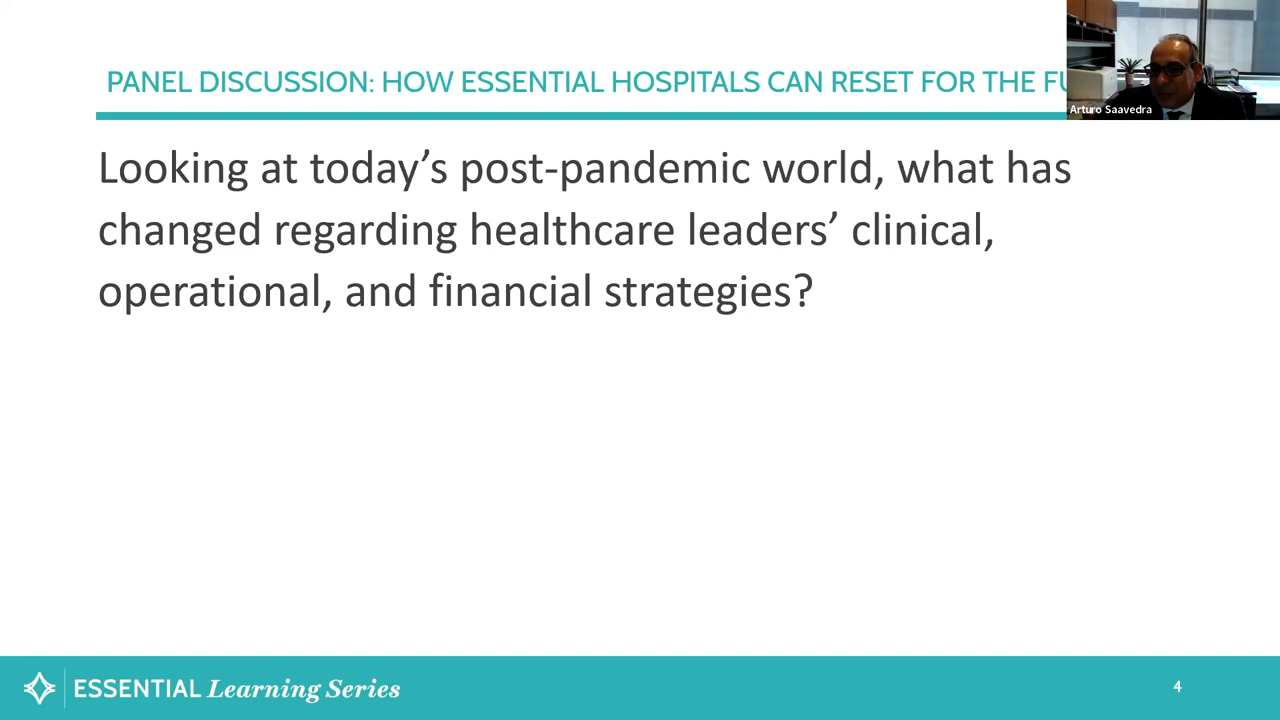 PANEL DISCUSSION: HOW ESSENTIAL HOSPITALS CAN RESET FOR THE
Arturo Saavedra
Looking at today’s post-pandemic world, what has
changed regarding healthcare leaders’ clinical,
operational, and financial strategies?
ESSENTIAL Learning Series
4